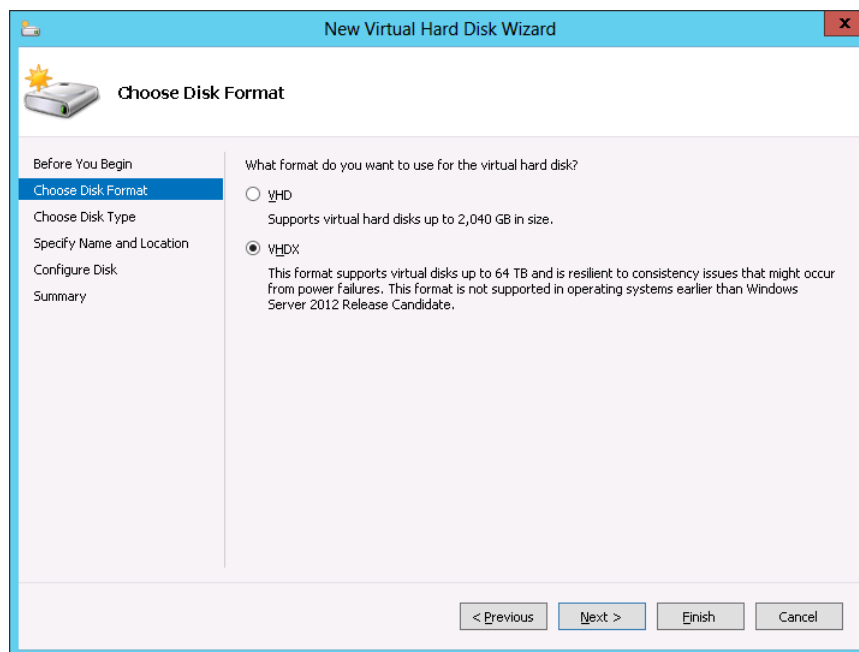 New Virtual Hard Disk Wizard
x
Choose Disk Format
Before You Begin
Choose Disk Format
Choose Disk Type
Specify Name and Location
Configure Disk
Summary
What format do you want to use for the virtual hard disk?
VHD
Supports virtual hard disks up to 2,040 GB in size.
VHDX
This format supports virtual disks up to 64 TB and is resilient to consistency issues that might occur
from power failures. This format is not supported in operating systems earlier than Windows
Server 2012 Release Candidate.
< Previous
Next >
Finish
Cancel